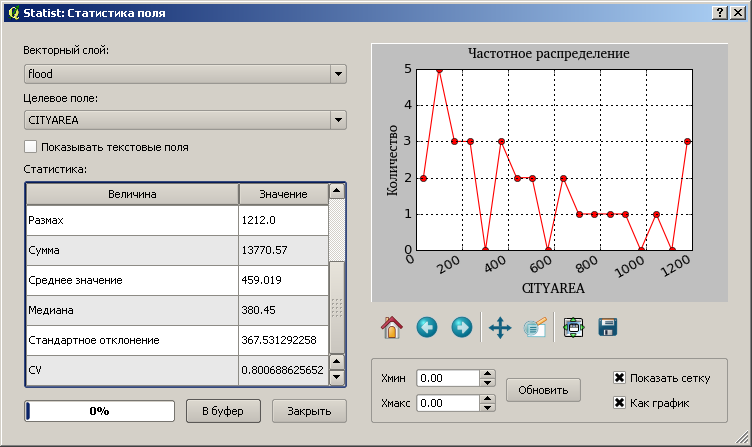 Statist: Статистика поля
Векторный слой:
flood
Целевое поле:
CITYAREA
Показывать текстовые поля
Статистика:
Величина Значение
Размах 1212.0
Сумма 13770.57
Среднее значение 459.019
Медиана 380.45
Стандартное отклонение 367.531292258
CV 0.800688625652
0% В буфер Закрыть
Частотное распределение
Количество
5
4
3
2
1
0
0 200 400 600 800 1000 1200
CITYAREA
Xмин 0.00
Xмакс 0.00
Обновить
Показать сетку
Как график